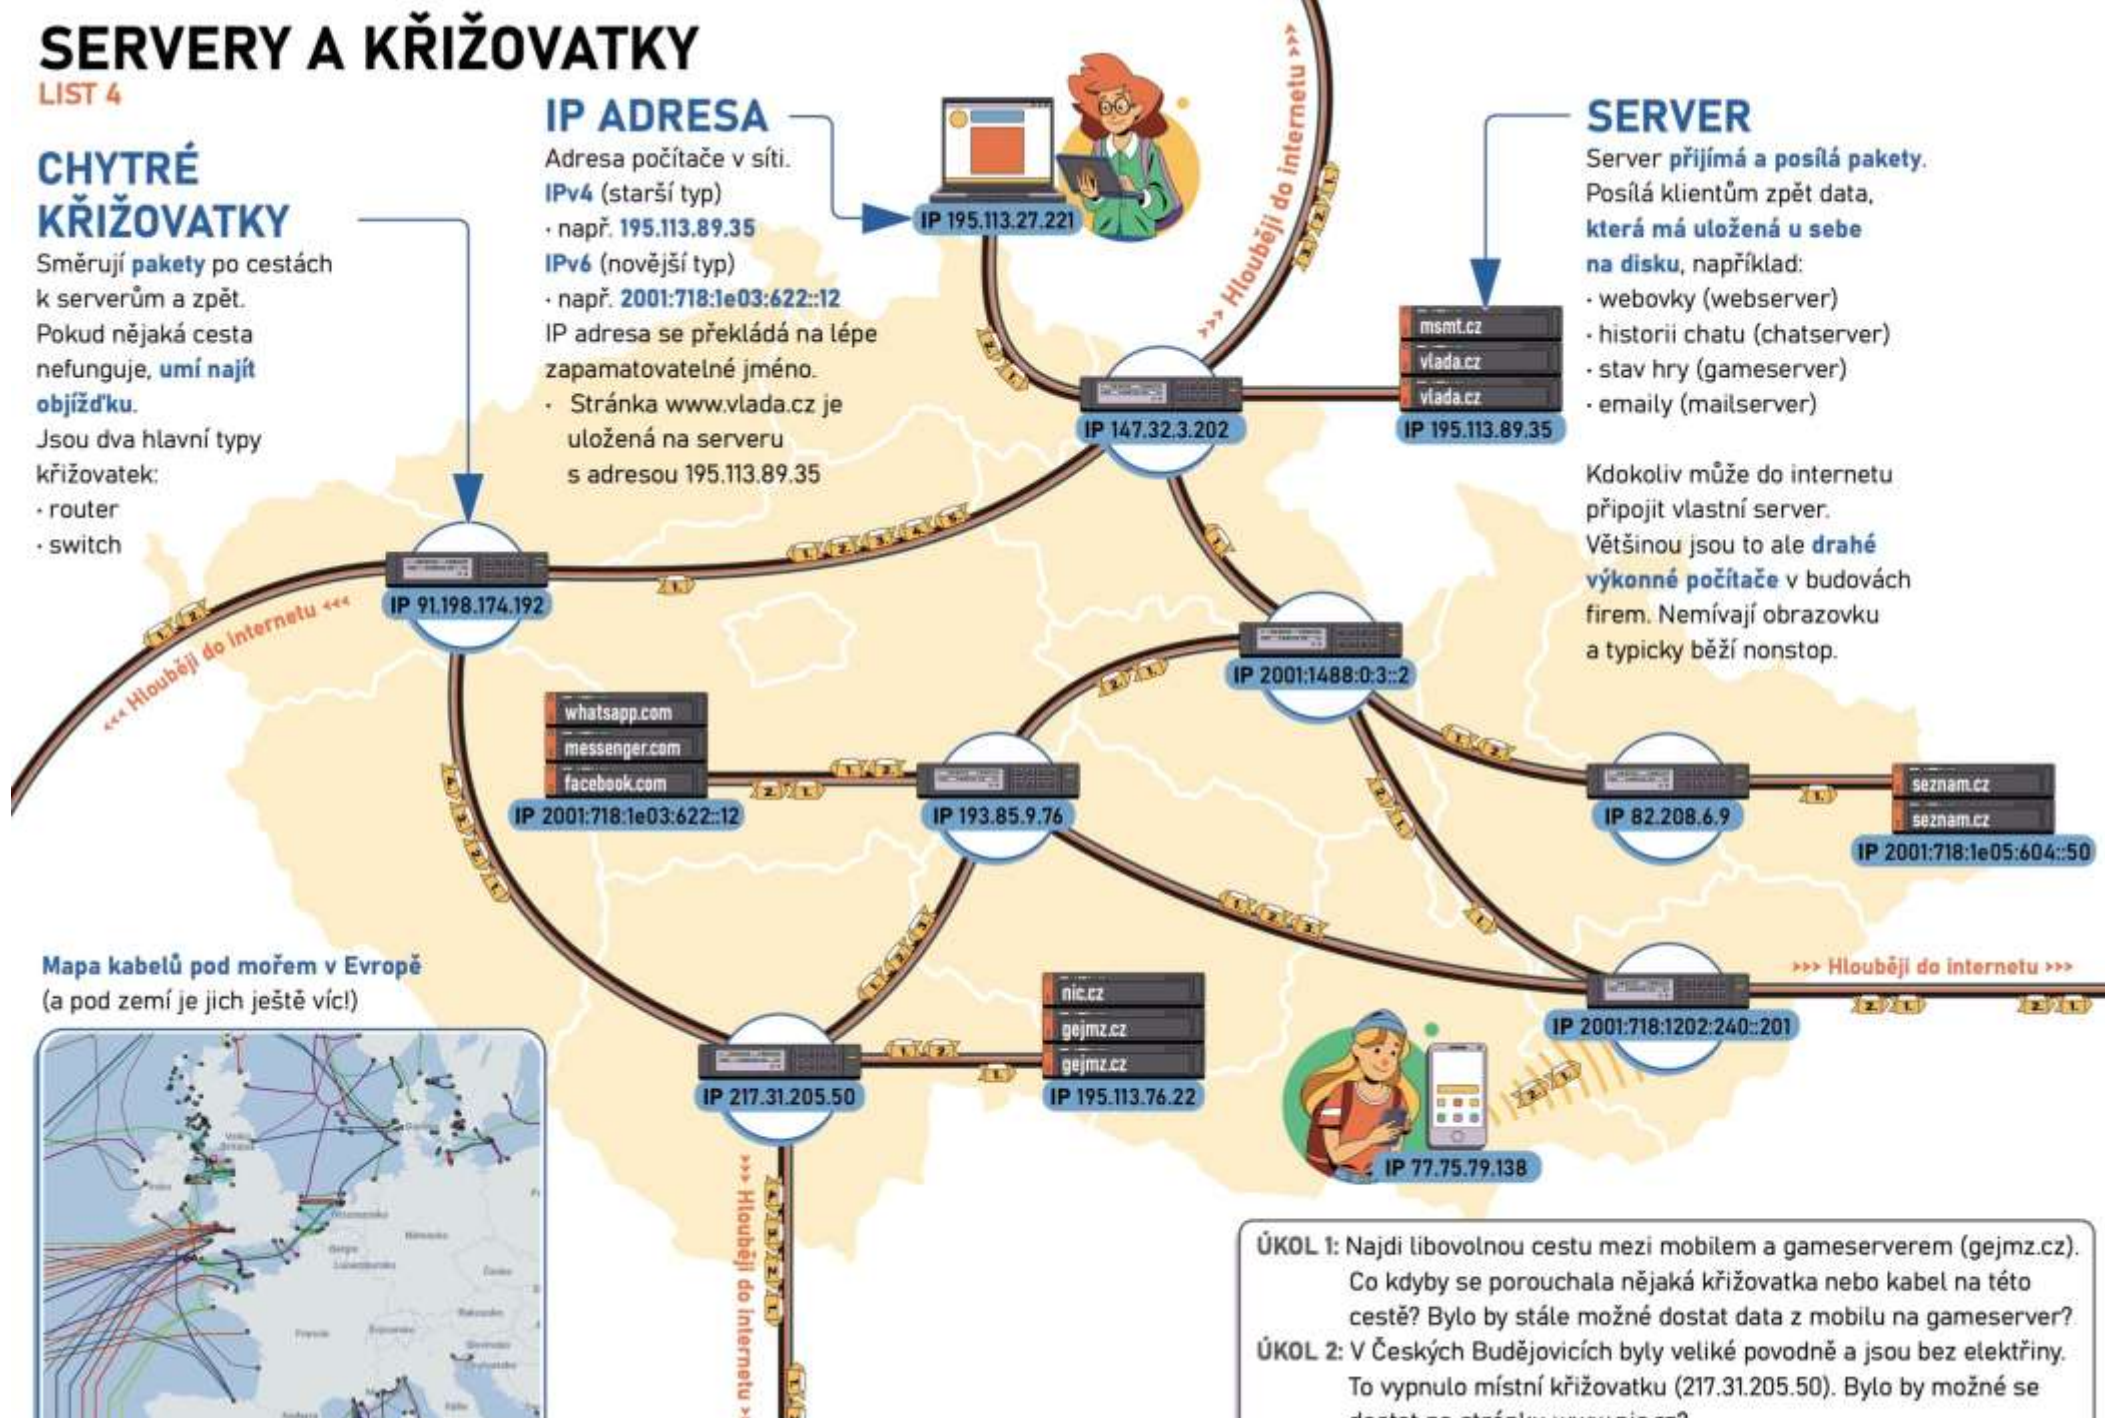 SERVERY A KŘIŽOVATKY
LIST 4
CHYTRÉ
KŘIŽOVATKY
Směrují pakety po cestách
k serverům a zpět.
Pokud nějaká cesta
nefunguje, umí najít
objížďku.
Jsou dva hlavní typy
křižovatek:
· router
· switch
IP ADRESA
Adresa počítače v síti.
IPv4 (starší typ)
· např. 195.113.89.35
IPv6 (novější typ)
· např. 2001:718:1e03:622::12
IP adresa se překládá na lépe
zapamatovatelné jméno.
· Stránka www.vlada.cz je
uložená na serveru
s adresou 195.113.89.35
IP 195.113.27.221
>>> Hlouběji do internetu >>>
SERVER
Server přijímá a posílá pakety.
Posílá klientům zpět data,
která má uložená u sebe
na disku, například:
· webovky (webserver)
· historii chatu (chatserver)
· stav hry (gameserver)
· emaily (mailserver)
Kdokoliv může do internetu
připojit vlastní server.
Většinou jsou to ale drahé
výkonné počítače v budovách
firem. Nemívají obrazovku
a typicky běží nonstop.
msmt.cz
vlada.cz
vlada.cz
IP 195.113.89.35
IP 147.32.3.202
IP 91.198.174.192
<<< Hlouběji do internetu <<<
IP 2001:1488:0:3::2
whatsapp.com
messenger.com
facebook.com
IP 2001:718:1e03:622::12
IP 193.85.9.76
IP 82.208.6.9
seznam.cz
seznam.cz
IP 2001:718:1e05:604::50
Mapa kabelů pod mořem v Evropě
(a pod zemí je jich ještě víc!)
nic.cz
gejmz.cz
gejmz.cz
IP 195.113.76.22
IP 217.31.205.50
>>> Hlouběji do internetu >>>
IP 2001:718:1202:240::201
>>> Hlouběji do internetu >
IP 77.75.79.138
ÚKOL 1: Najdi libovolnou cestu mezi mobilem a gameserverem (gejmz.cz).
Co kdyby se porouchala nějaká křižovatka nebo kabel na této
cestě? Bylo by stále možné dostat data z mobilu na gameserver?
ÚKOL 2: V Českých Budějovicích byly veliké povodně a jsou bez elektřiny.
To vypnulo místní křižovatku (217.31.205.50). Bylo by možné se